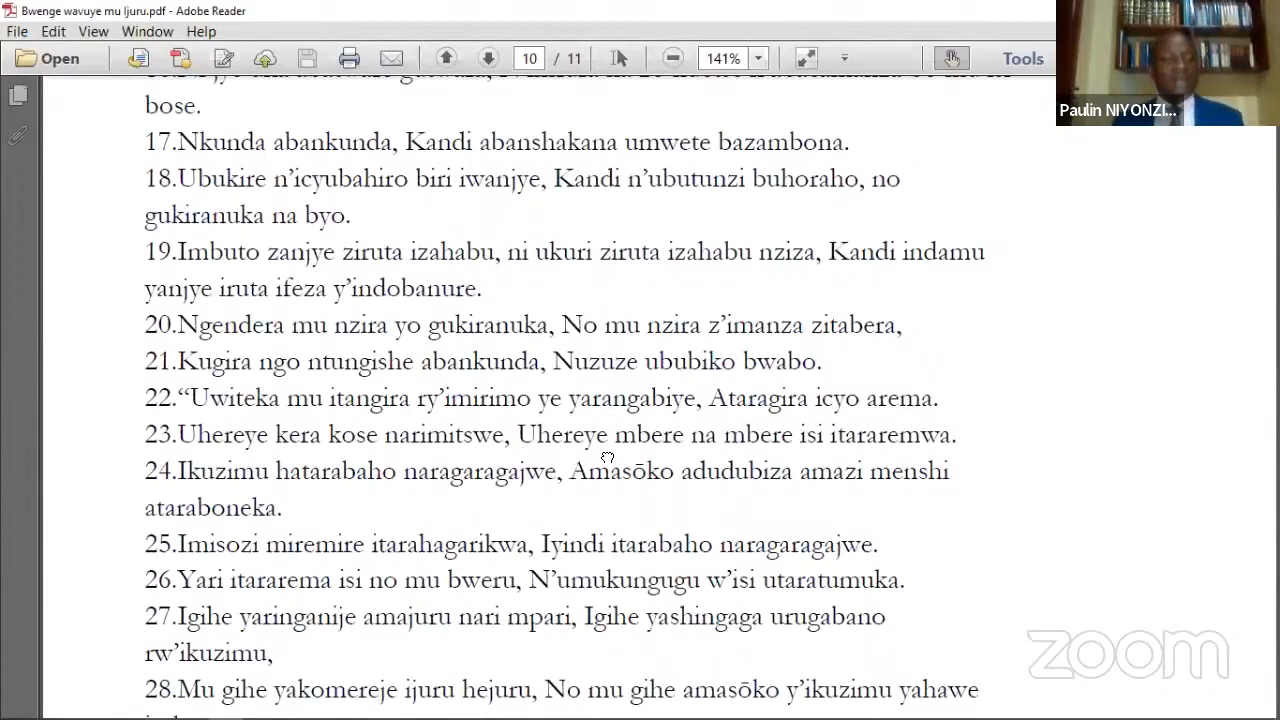 Bwenge wavuye mu Ijuru.pdf - Adobe Reader
File Edit View Window Help
Open 10 / 11 141% Tools
Paulin NIYONZI...
bose.
17.Nkunda abankunda, Kandi abanshakana umwete bazambona.
18.Ubukire n’icyubahiro biri iwanjye, Kandi n’ubutunzi buhoraho, no
gukiranuka na byo.
19.Imbuto zanjye ziruta izahabu, ni ukuri ziruta izahabu nziza, Kandi indamu
yanjye iruta ifeza y’indobanure.
20.Ngendera mu nzira yo gukiranuka, No mu nzira z’imanza zitabera,
21.Kugira ngo ntungishe abankunda, Nuzuze ububiko bwabo.
22.“Uwiteka mu itangira ry’imirimo ye yarangabiye, Ataragira icyo arema.
23.Uhereye kera kose narimitswe, Uhereye mbere na mbere isi itararemwa.
24.Ikuzimu hatarabaho naragaragajwe, Amasōko adudubiza amazi menshi
ataraboneka.
25.Imisozi miremire itarahagarikwa, Iyindi itarabaho naragaragajwe.
26.Yari itararema isi no mu bweru, N’umukungugu w’isi utaratumuka.
27.Igihe yaringanije amajuru nari mpari, Igihe yashingaga urugabano
rw’ikuzimu,
28.Mu gihe yakomereje ijuru hejuru, No mu gihe amasōko y’ikuzimu yahawe
zoom